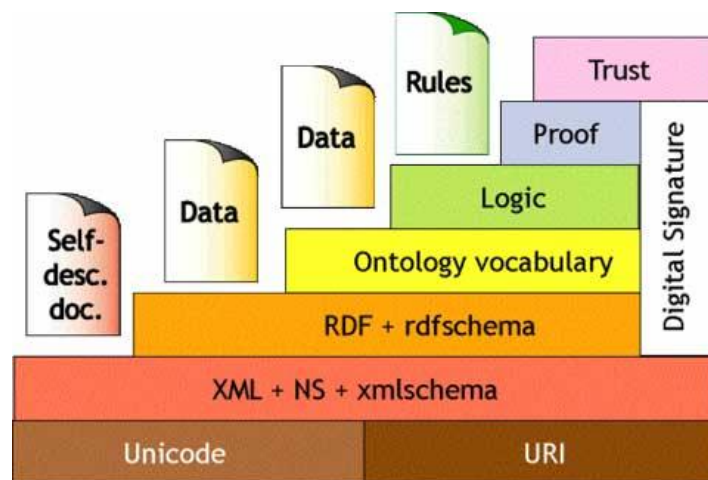 Rules
Trust
Data
Proof
Data
Logic
Self-
desc.
doc.
Ontology vocabulary
Digital Signature
RDF + rdfschema
XML + NS + xmlschema
Unicode
URI